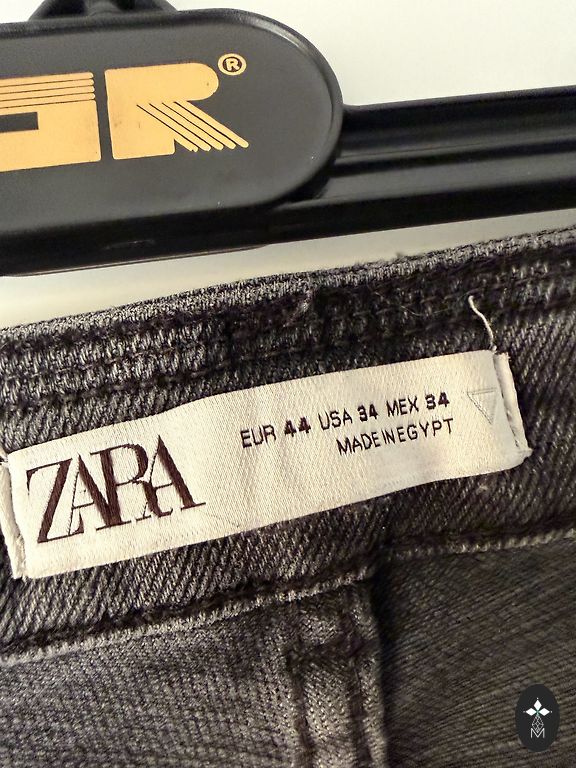 R®
ZARA
EUR 44 USA 34 MEX 34
MADE IN EGYPT
M